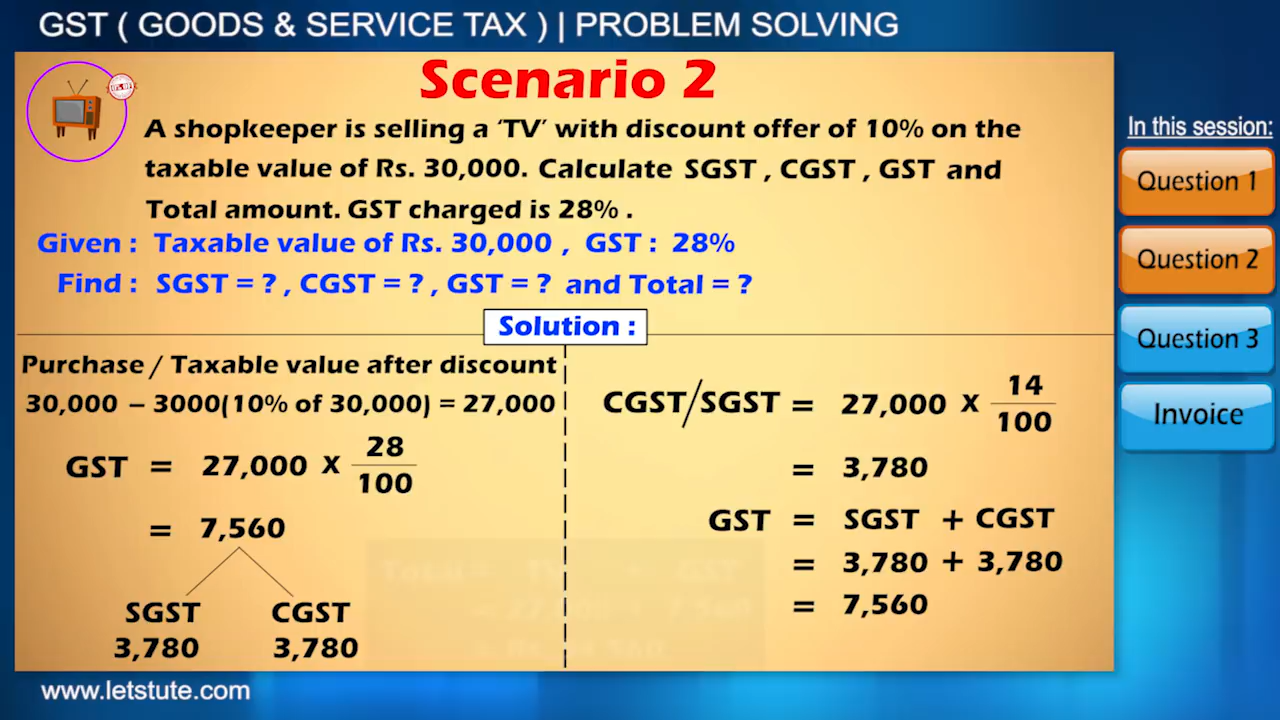 GST ( GOODS & SERVICE TAX ) | PROBLEM SOLVING
Scenario 2
A shopkeeper is selling a ‘TV’ with discount offer of 10% on the
taxable value of Rs. 30,000. Calculate SGST , CGST , GST and
Total amount. GST charged is 28% .
Given : Taxable value of Rs. 30,000 , GST : 28%
Find : SGST = ? , CGST = ? , GST = ? and Total = ?
Solution :
Purchase / Taxable value after discount
30,000 – 3000(10% of 30,000) = 27,000
GST = 27,000 x 28
100
= 7,560
SGST CGST
3,780 3,780
CGST/SGST = 27,000 x 14
100
= 3,780
GST = SGST + CGST
= 3,780 + 3,780
= 7,560
In this session:
Question 1
Question 2
Question 3
Invoice
www.letstute.com